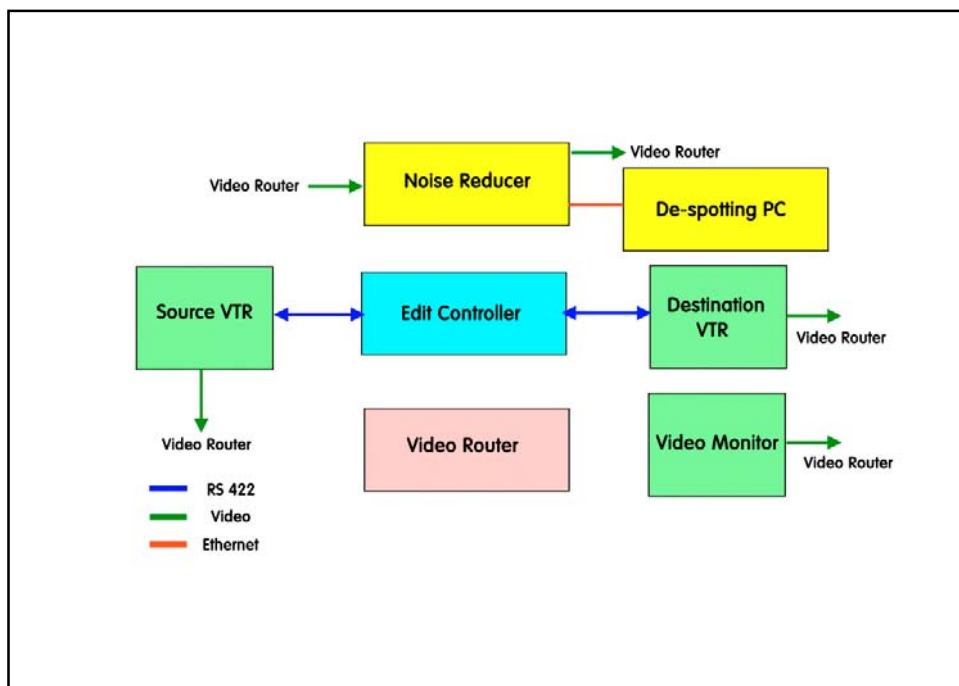 Video Router
Noise Reducer
Video Router
De-spotting PC
Source VTR
Edit Controller
Destination
VTR
Video Router
Video Router
Video Router
Video Monitor
Video Router
RS 422
Video
Ethernet